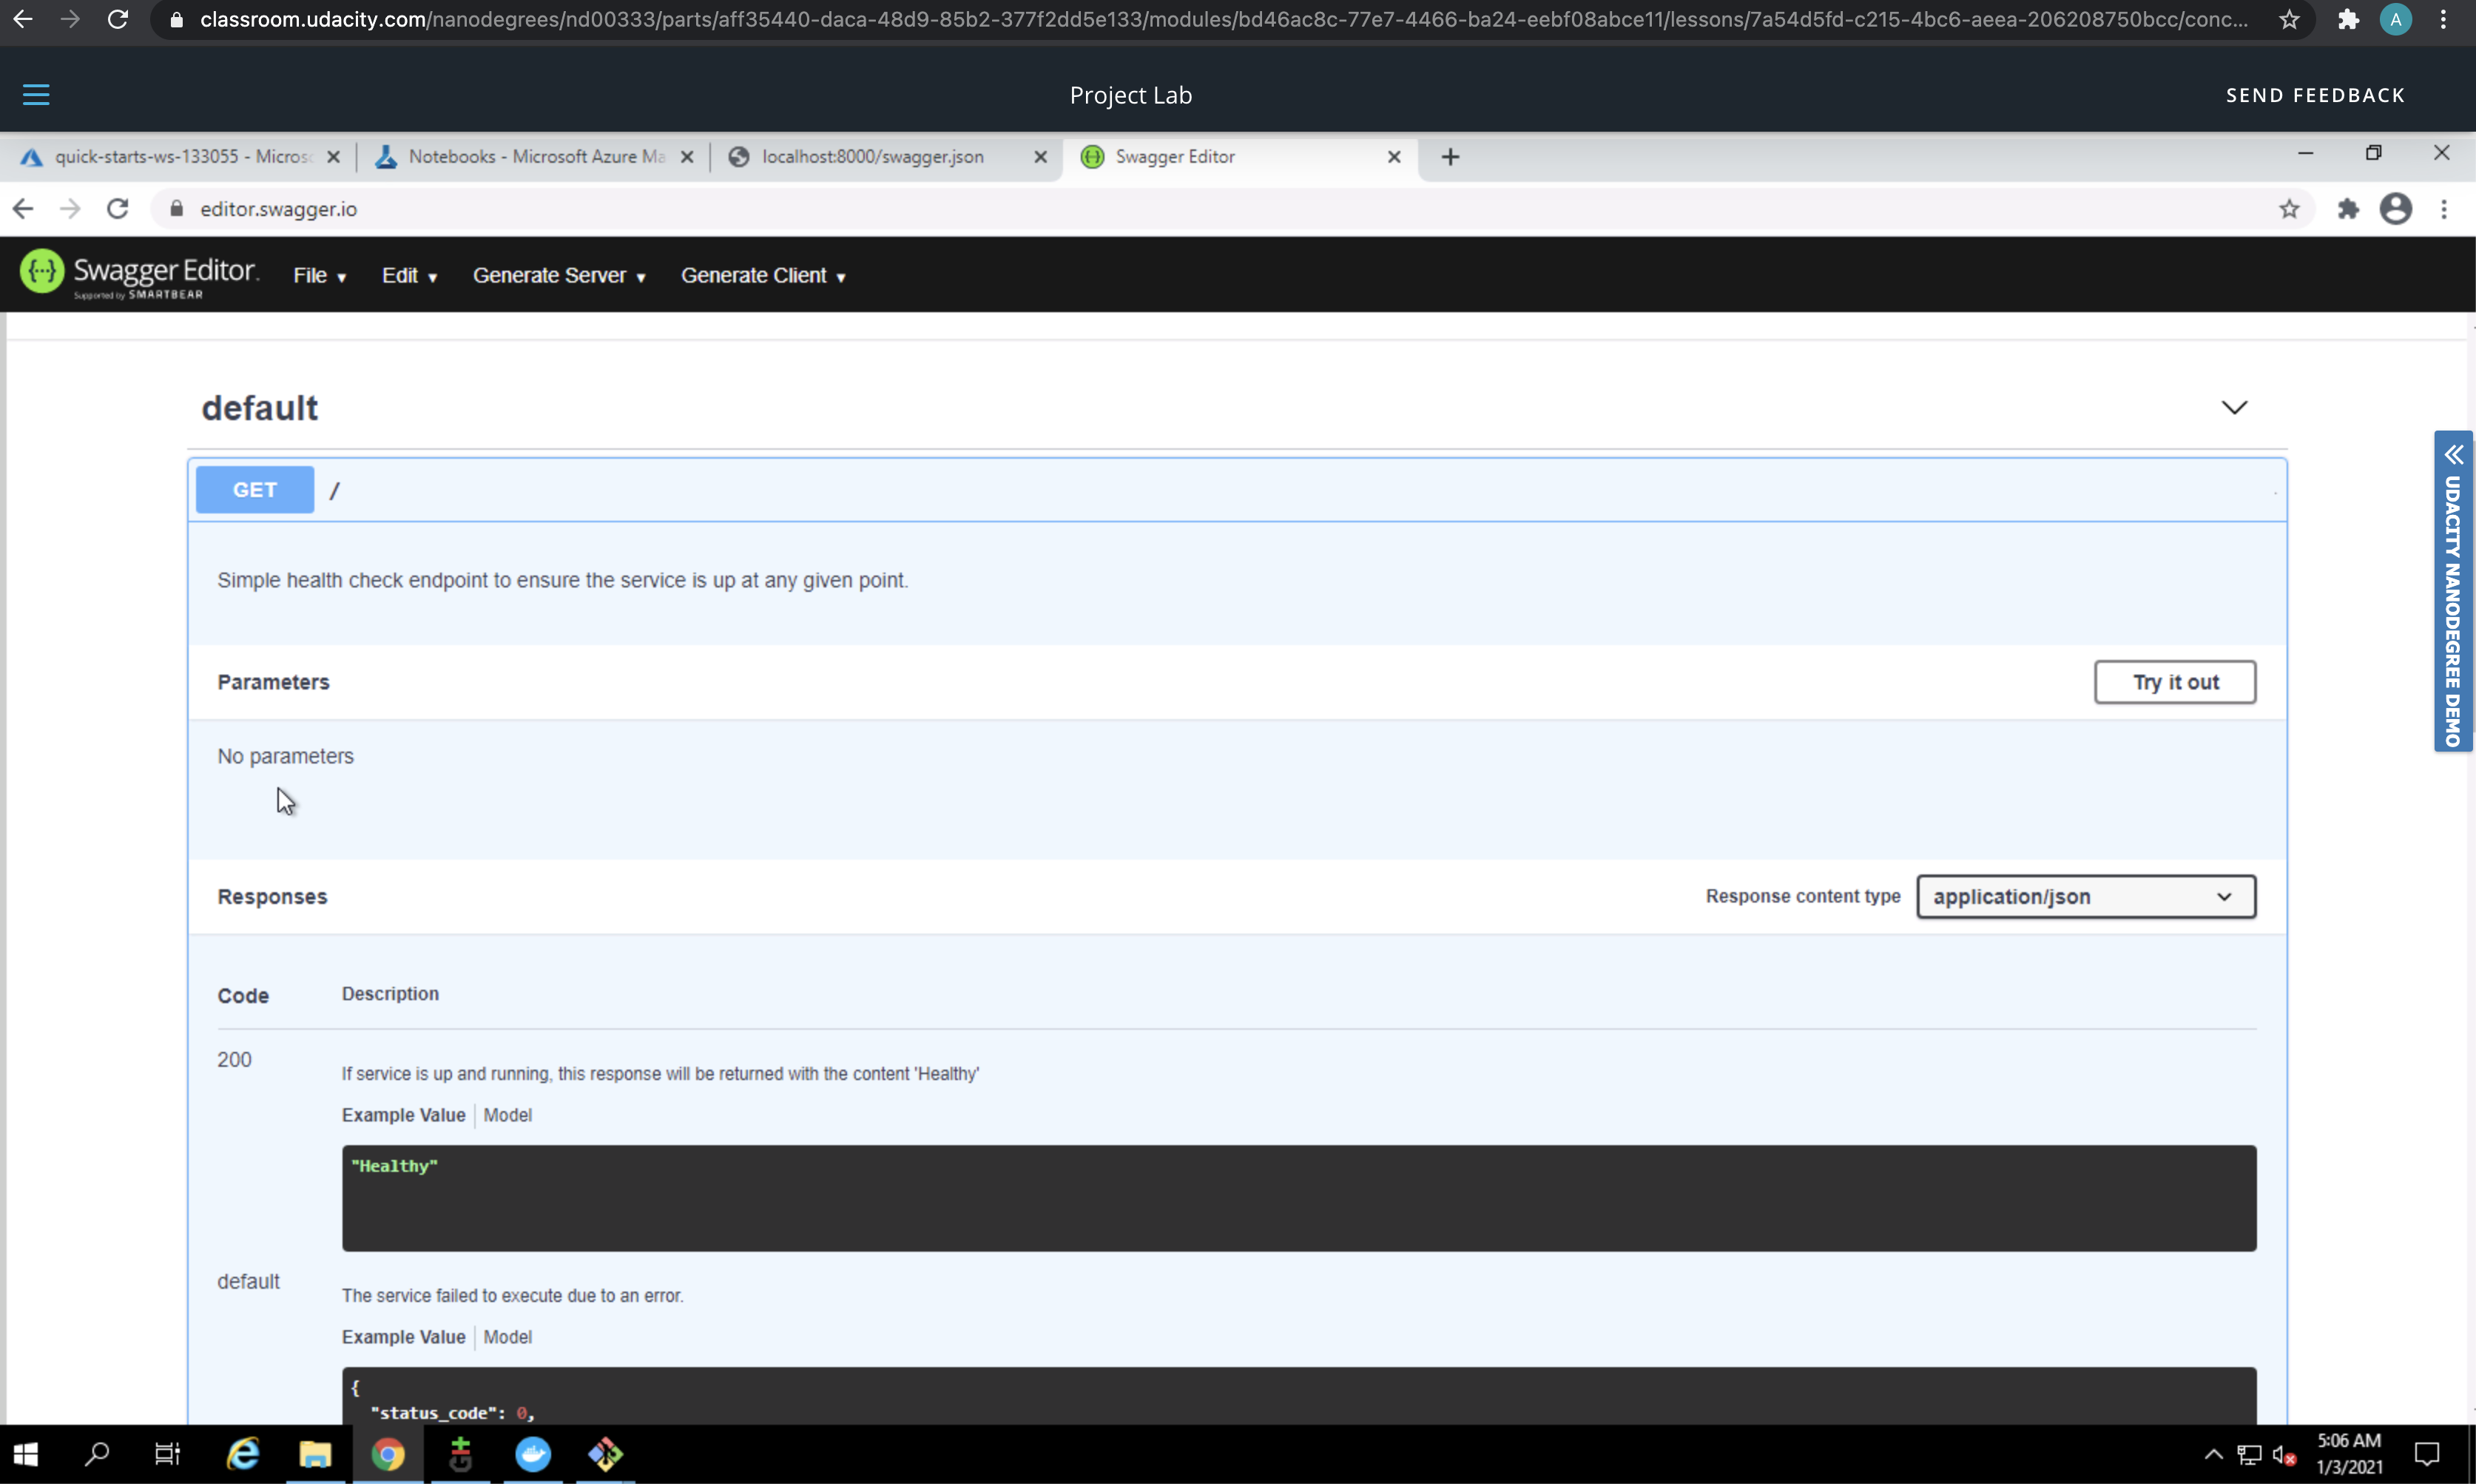 classroom.udacity.com/nanodegrees/nd00333/parts/aff35440-daca-48d9-85b2-377f2dd5e133/modules/bd46ac8c-77e7-4466-ba24-eebf08abce11/lessons/7a54d5fd-c215-4bc6-aeea-206208750bcc/conc...
A
Project Lab
SEND FEEDBACK
quick-starts-ws-133055 - Microsc
Notebooks - Microsoft Azure Ma
localhost:8000/swagger.json
Swagger Editor
editor.swagger.io
Swagger Editor.
Supported by SMARTBEAR
File
Edit
Generate Server
Generate Client
default
GET /
Simple health check endpoint to ensure the service is up at any given point.
Parameters
Try it out
No parameters
Responses
Response content type
application/json
Code
Description
200
If service is up and running, this response will be returned with the content 'Healthy'
Example Value
Model
"Healthy"
default
The service failed to execute due to an error.
Example Value
Model
{
"status_code": 0,
UDACITY NANODEGREE DEMO
5:06 AM
1/3/2021